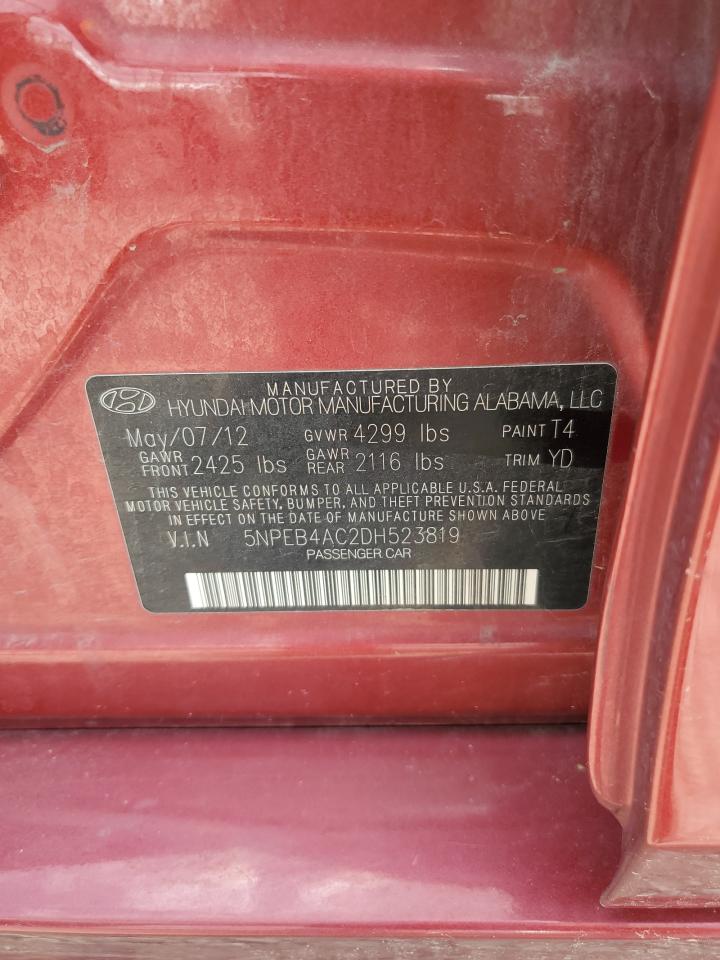 MANUFACTURED BY
HYUNDAI MOTOR MANUFACTURING ALABAMA, LLC
May/07/12 GVWR 4299 lbs PAINT T4
GAWR FRONT 2425 lbs GAWR REAR 2116 lbs TRIM YD
THIS VEHICLE CONFORMS TO ALL APPLICABLE U.S.A. FEDERAL
MOTOR VEHICLE SAFETY, BUMPER, AND THEFT PREVENTION STANDARDS
IN EFFECT ON THE DATE OF MANUFACTURE SHOWN ABOVE.
V.I.N 5NPEB4AC2DH523819
PASSENGER CAR